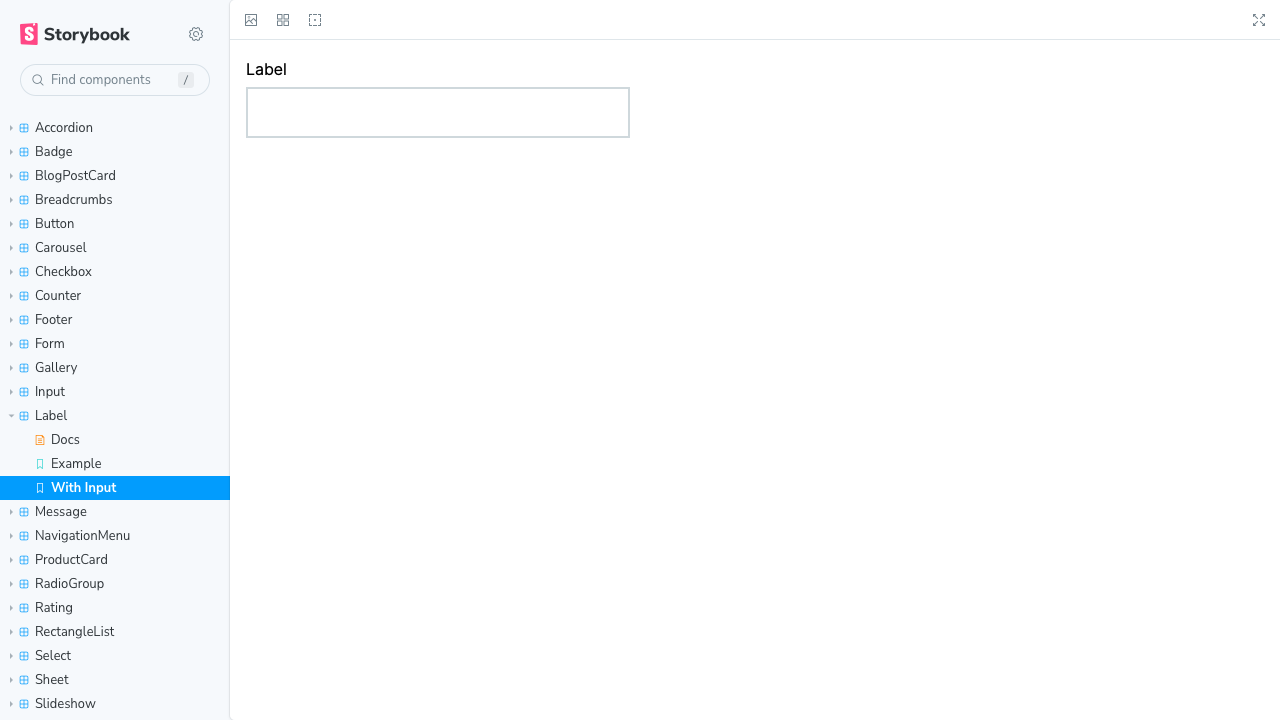 Storybook
Find components
/
Accordion
Badge
BlogPostCard
Breadcrumbs
Button
Carousel
Checkbox
Counter
Footer
Form
Gallery
Input
Label
Docs
Example
With Input
Message
NavigationMenu
ProductCard
RadioGroup
Rating
RectangleList
Select
Sheet
Slideshow
Label